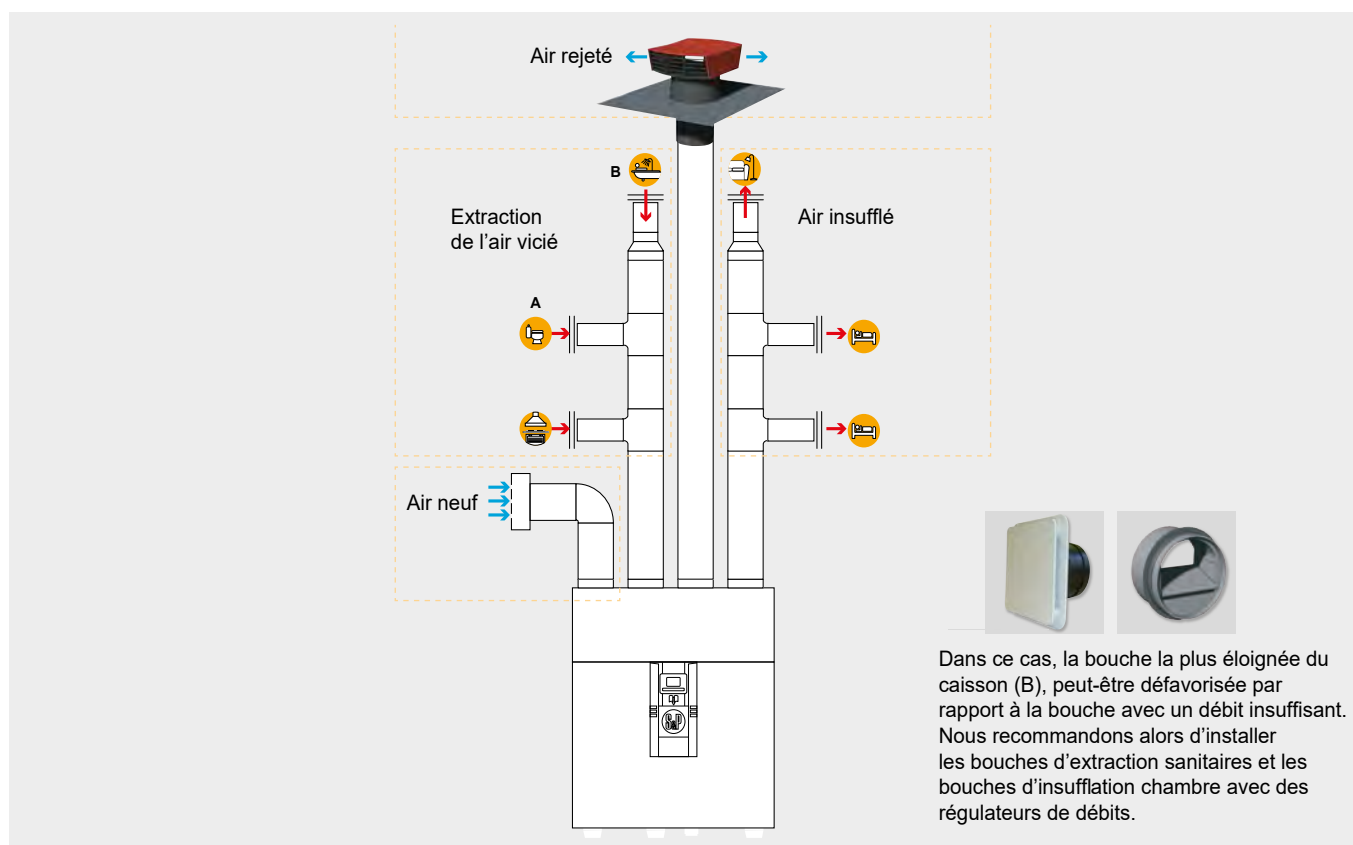 Air rejeté
B
Extraction
de l’air vicié
Air insufflé
A
Air neuf
S&P
Dans ce cas, la bouche la plus éloignée du
caisson (B), peut-être défavorisée par
rapport à la bouche avec un débit insuffisant.
Nous recommandons alors d’installer
les bouches d’extraction sanitaires et les
bouches d’insufflation chambre avec des
régulateurs de débits.